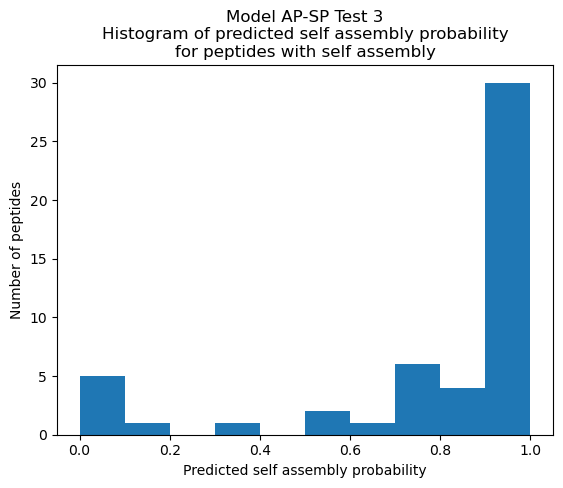 Model AP-SP Test 3
Histogram of predicted self assembly probability
for peptides with self assembly
30
25
20
15
10
5
0
Number of peptides
0.0 0.2 0.4 0.6 0.8 1.0
Predicted self assembly probability